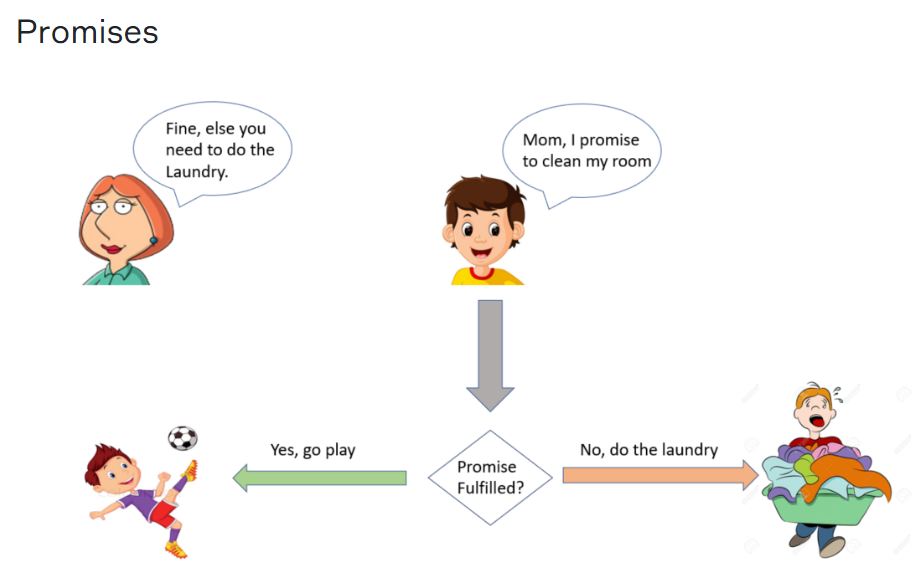 Promises
Fine, else you
need to do the
Laundry.
Mom, I promise
to clean my room
Yes, go play
Promise
Fulfilled?
No, do the laundry